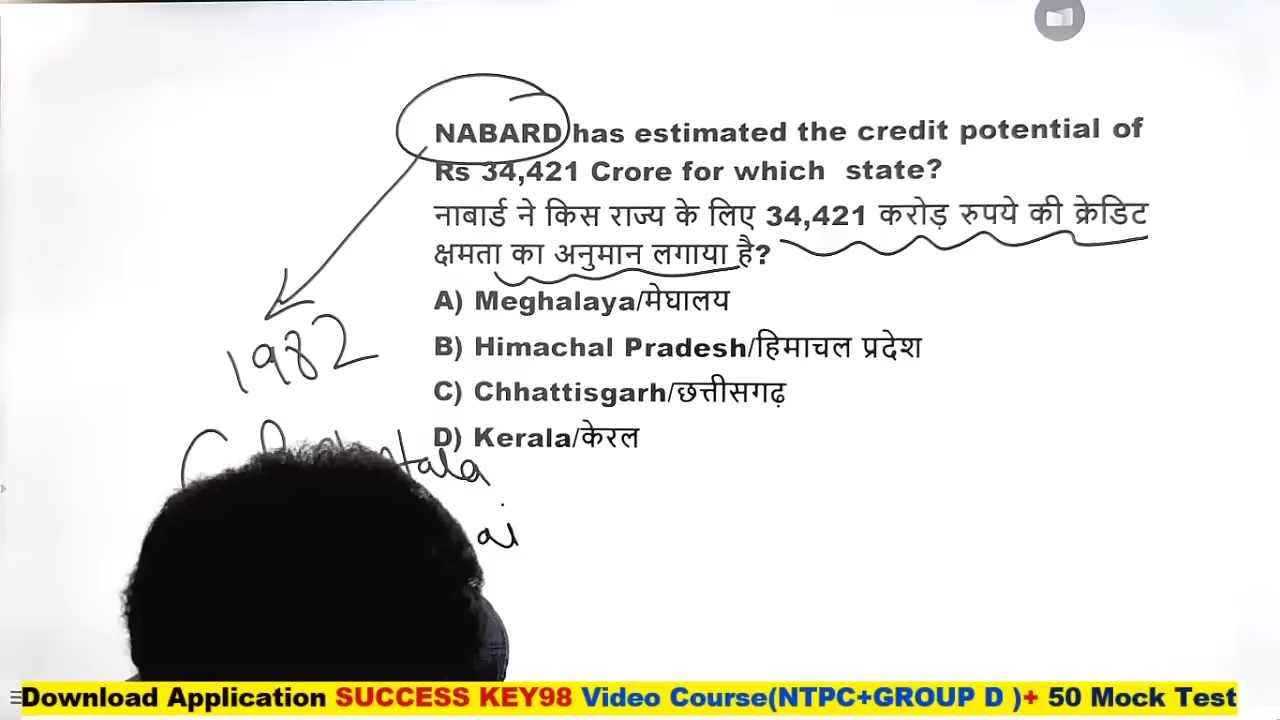 NABARD has estimated the credit potential of
Rs 34,421 Crore for which state?
नाबार्ड ने किस राज्य के लिए 34,421 करोड़ रुपये की क्रेडिट
क्षमता का अनुमान लगाया है?
A) Meghalaya/मेघालय
B) Himachal Pradesh/हिमाचल प्रदेश
C) Chhattisgarh/छत्तीसगढ़
D) Kerala/केरल
1982
Download Application SUCCESS KEY98 Video Course(NTPC+GROUP D )+ 50 Mock Test